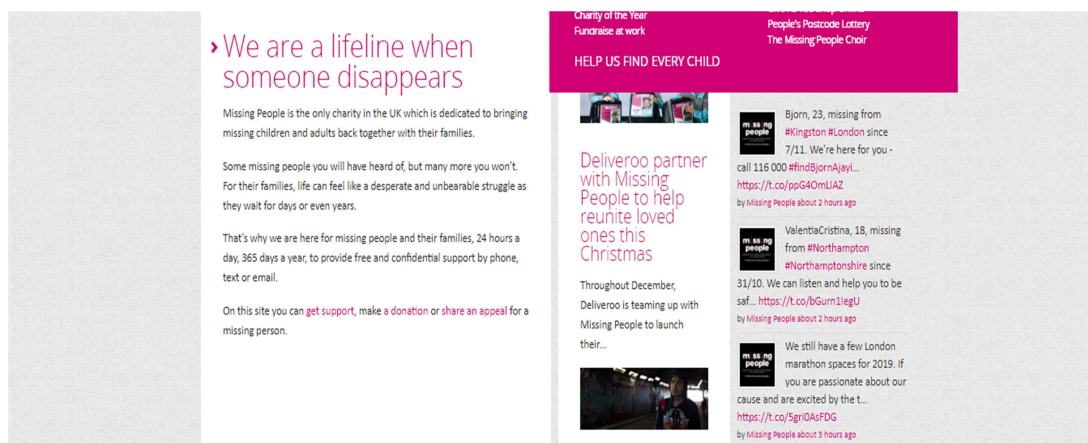 We are a lifeline when
someone disappears
Missing People is the only charity in the UK which is dedicated to bringing
missing children and adults back together with their families.
Some missing people you will have heard of, but many more you won't.
For their families, life can feel like a desperate and unbearable struggle as
they wait for days or even years.
That's why we are here for missing people and their families, 24 hours a
day, 365 days a year, to provide free and confidential support by phone,
text or email.
On this site you can get support, make a donation or share an appeal for a
missing person.
Charity of the Year
Fundraise at work
HELP US FIND EVERY CHILD
People's Postcode Lottery
The Missing People Choir
Deliveroo partner
with Missing
People to help
reunite loved
ones this
Christmas
Throughout December,
Deliveroo is teaming up with
Missing People to launch
their...
missing
people
Bjorn, 23, missing from
#Kingston #London since
7/11. We're here for you -
call 116 000 #findBjornAjayi...
https://t.co/ppG4OmLIAZ
by Missing People about 2 hours ago
missing
people
ValentiaCristina, 18, missing
from #Northampton
#Northamptonshire since
31/10. We can listen and help you to be
saf... https://t.co/bGurn1IegU
by Missing People about 2 hours ago
missing
people
We still have a few London
marathon spaces for 2019. If
you are passionate about our
cause and are excited by the t...
https://t.co/5gri0AsFDG
by Missing People about 3 hours ago